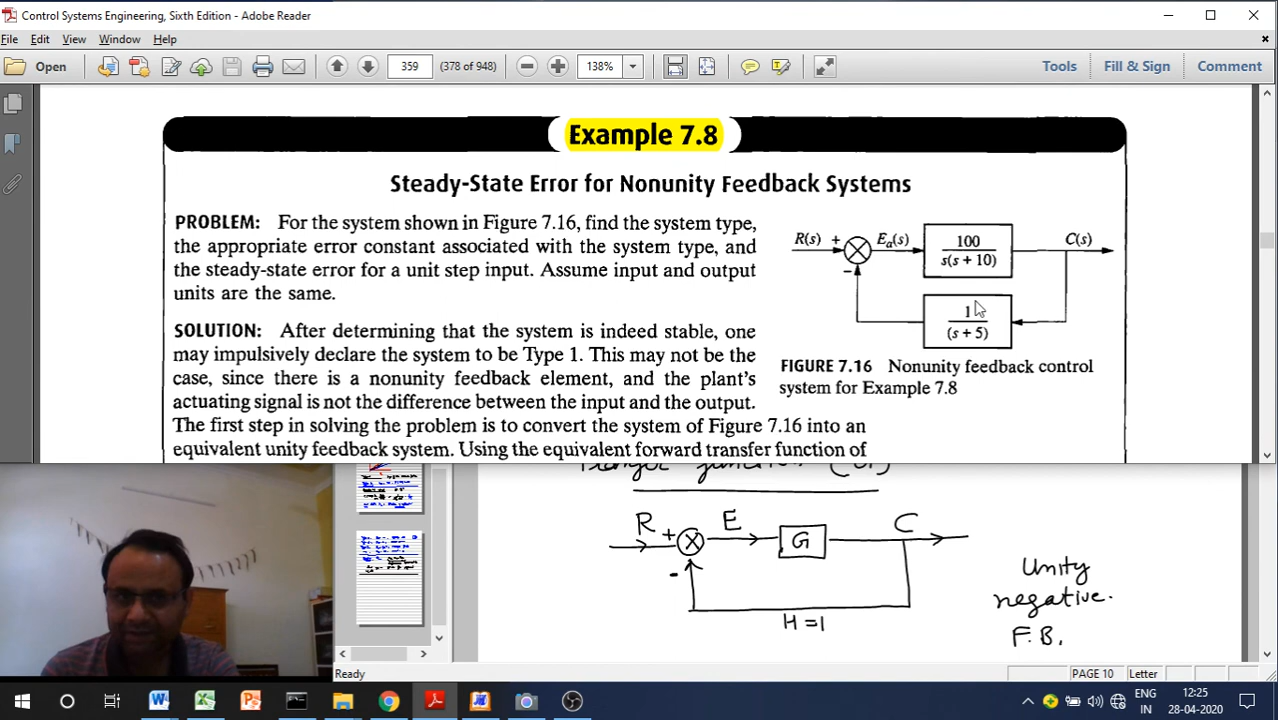 Control Systems Engineering, Sixth Edition - Adobe Reader
File Edit View Window Help
Open 359 (378 of 948) 138% Tools Fill & Sign Comment
Example 7.8
Steady-State Error for Nonunity Feedback Systems
PROBLEM: For the system shown in Figure 7.16, find the system type,
the appropriate error constant associated with the system type, and
the steady-state error for a unit step input. Assume input and output
units are the same.
SOLUTION: After determining that the system is indeed stable, one
may impulsively declare the system to be Type 1. This may not be the
case, since there is a nonunity feedback element, and the plant's
actuating signal is not the difference between the input and the output.
The first step in solving the problem is to convert the system of Figure 7.16 into an
equivalent unity feedback system. Using the equivalent forward transfer function of
R(s) + Ea(s) 100 C(s)
s(s + 10)
−
1
(s + 5)
FIGURE 7.16 Nonunity feedback control
system for Example 7.8
R + E G C
-
H = 1
Unity
negative.
F.B.
Ready PAGE 10 Letter
ENG 12:25
IN 28-04-2020